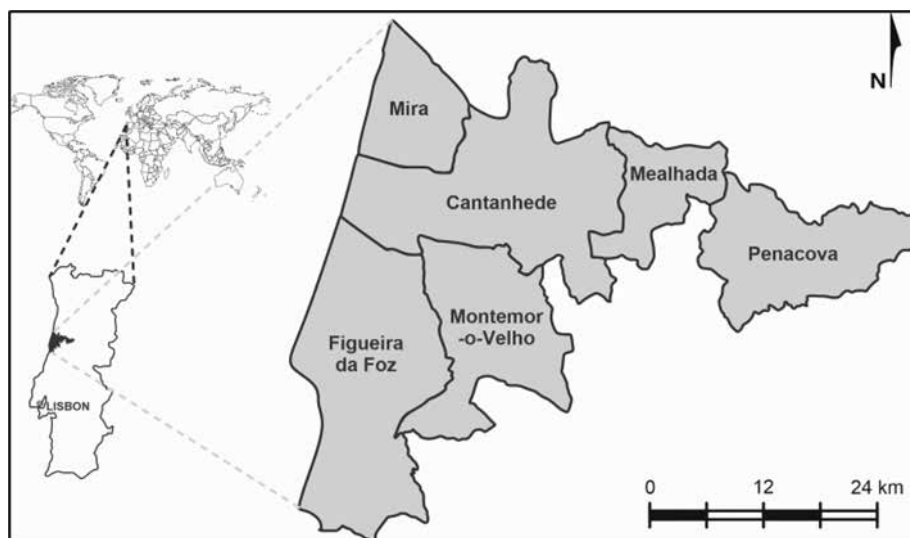 N
Mira
Mealhada
Cantanhede
Penacova
Montemor
-o-Velho
Figueira
da Foz
LISBON
0 12 24 km